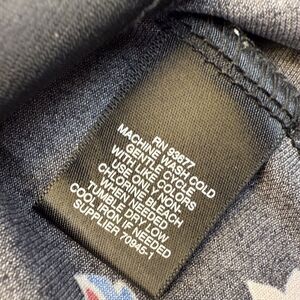 RN 93677
MACHINE WASH COLD
GENTLE CYCLE
WITH LIKE COLORS
USE ONLY NON-
CHLORINE BLEACH
WHEN NEEDED
TUMBLE DRY LOW
COOL IRON IF NEEDED
SUPPLIER 70945-1